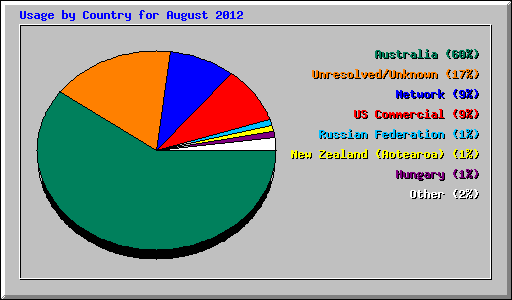 Usage by Country for August 2012
Australia (60%)
Unresolved/Unknown (17%)
Network (9%)
US Commercial (9%)
Russian Federation (1%)
New Zealand (Aotearoa) (1%)
Hungary (1%)
Other (2%)